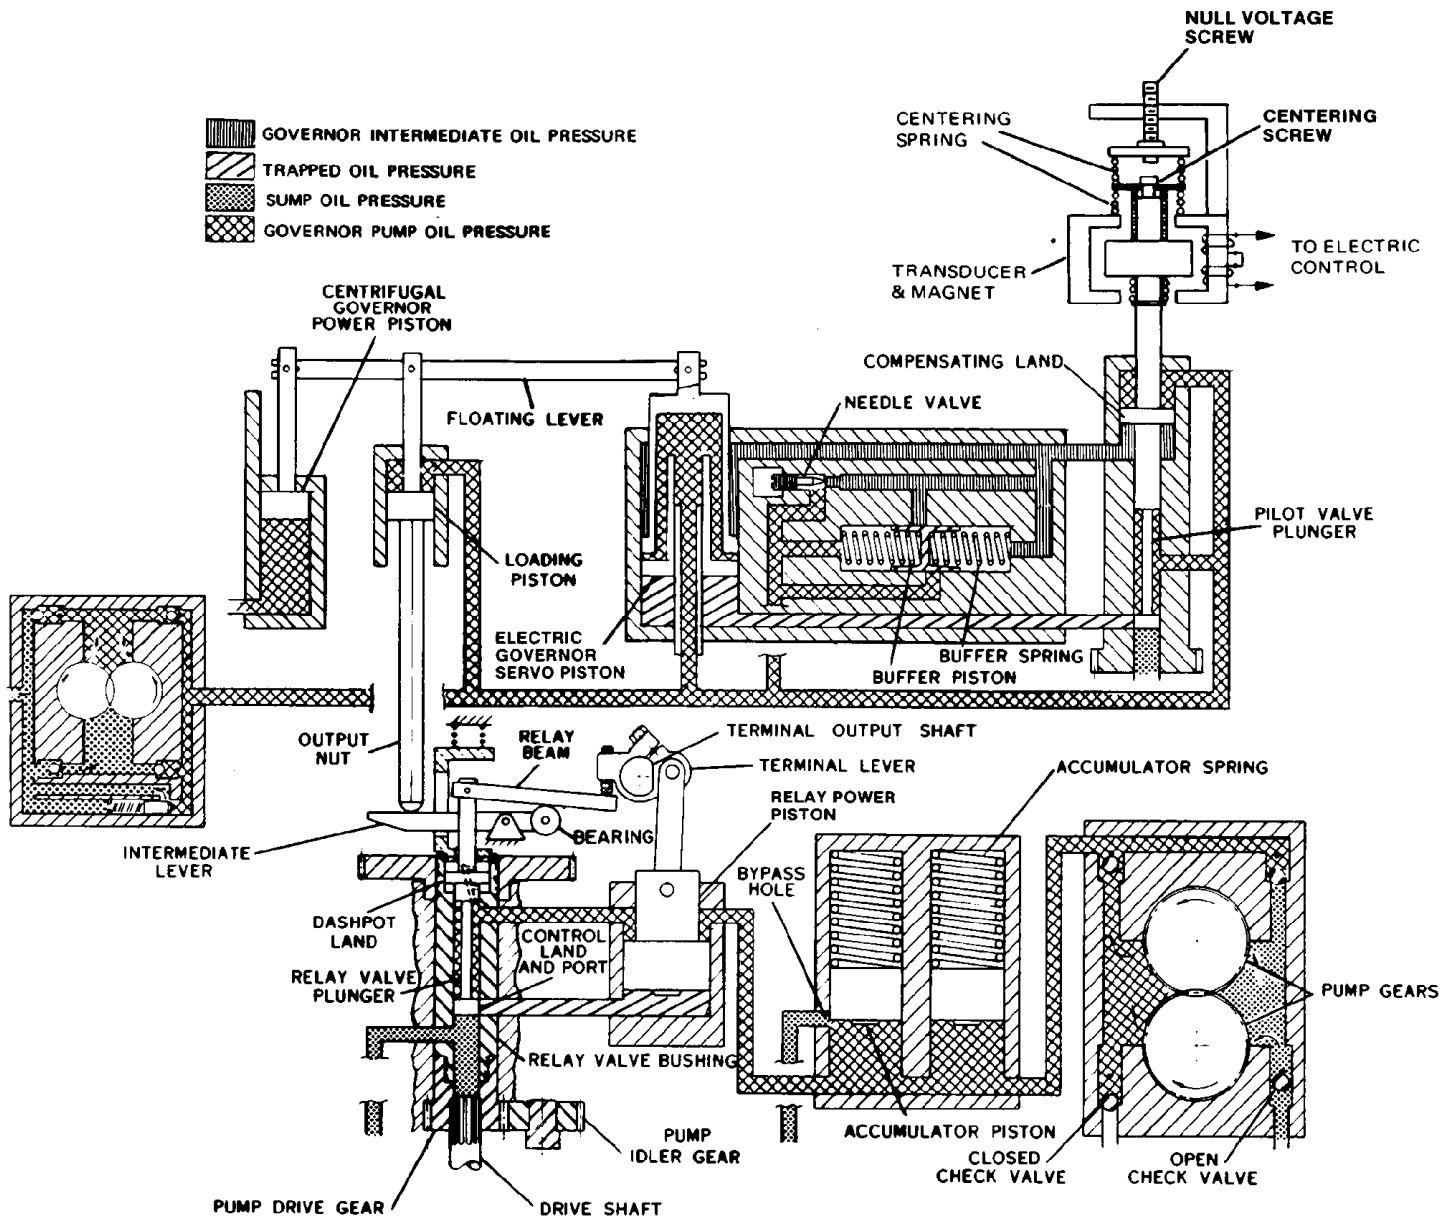 NULL VOLTAGE
SCREW
CENTERING
SPRING
CENTERING
SCREW
GOVERNOR INTERMEDIATE OIL PRESSURE
TRAPPED OIL PRESSURE
SUMP OIL PRESSURE
GOVERNOR PUMP OIL PRESSURE
TO ELECTRIC
CONTROL
TRANSDUCER
& MAGNET
CENTRIFUGAL
GOVERNOR
POWER PISTON
COMPENSATING LAND
FLOATING LEVER
NEEDLE VALVE
PILOT VALVE
PLUNGER
LOADING
PISTON
ELECTRIC
GOVERNOR
SERVO PISTON
BUFFER SPRING
BUFFER PISTON
OUTPUT
NUT
RELAY
BEAM
TERMINAL OUTPUT SHAFT
TERMINAL LEVER
ACCUMULATOR SPRING
RELAY POWER
PISTON
BEARING
INTERMEDIATE
LEVER
BYPASS
HOLE
DASHPOT
LAND
CONTROL
LAND
AND PORT
RELAY VALVE
PLUNGER
PUMP GEARS
RELAY VALVE BUSHING
PUMP
IDLER GEAR
ACCUMULATOR PISTON
CLOSED
CHECK VALVE
OPEN
CHECK VALVE
PUMP DRIVE GEAR
DRIVE SHAFT